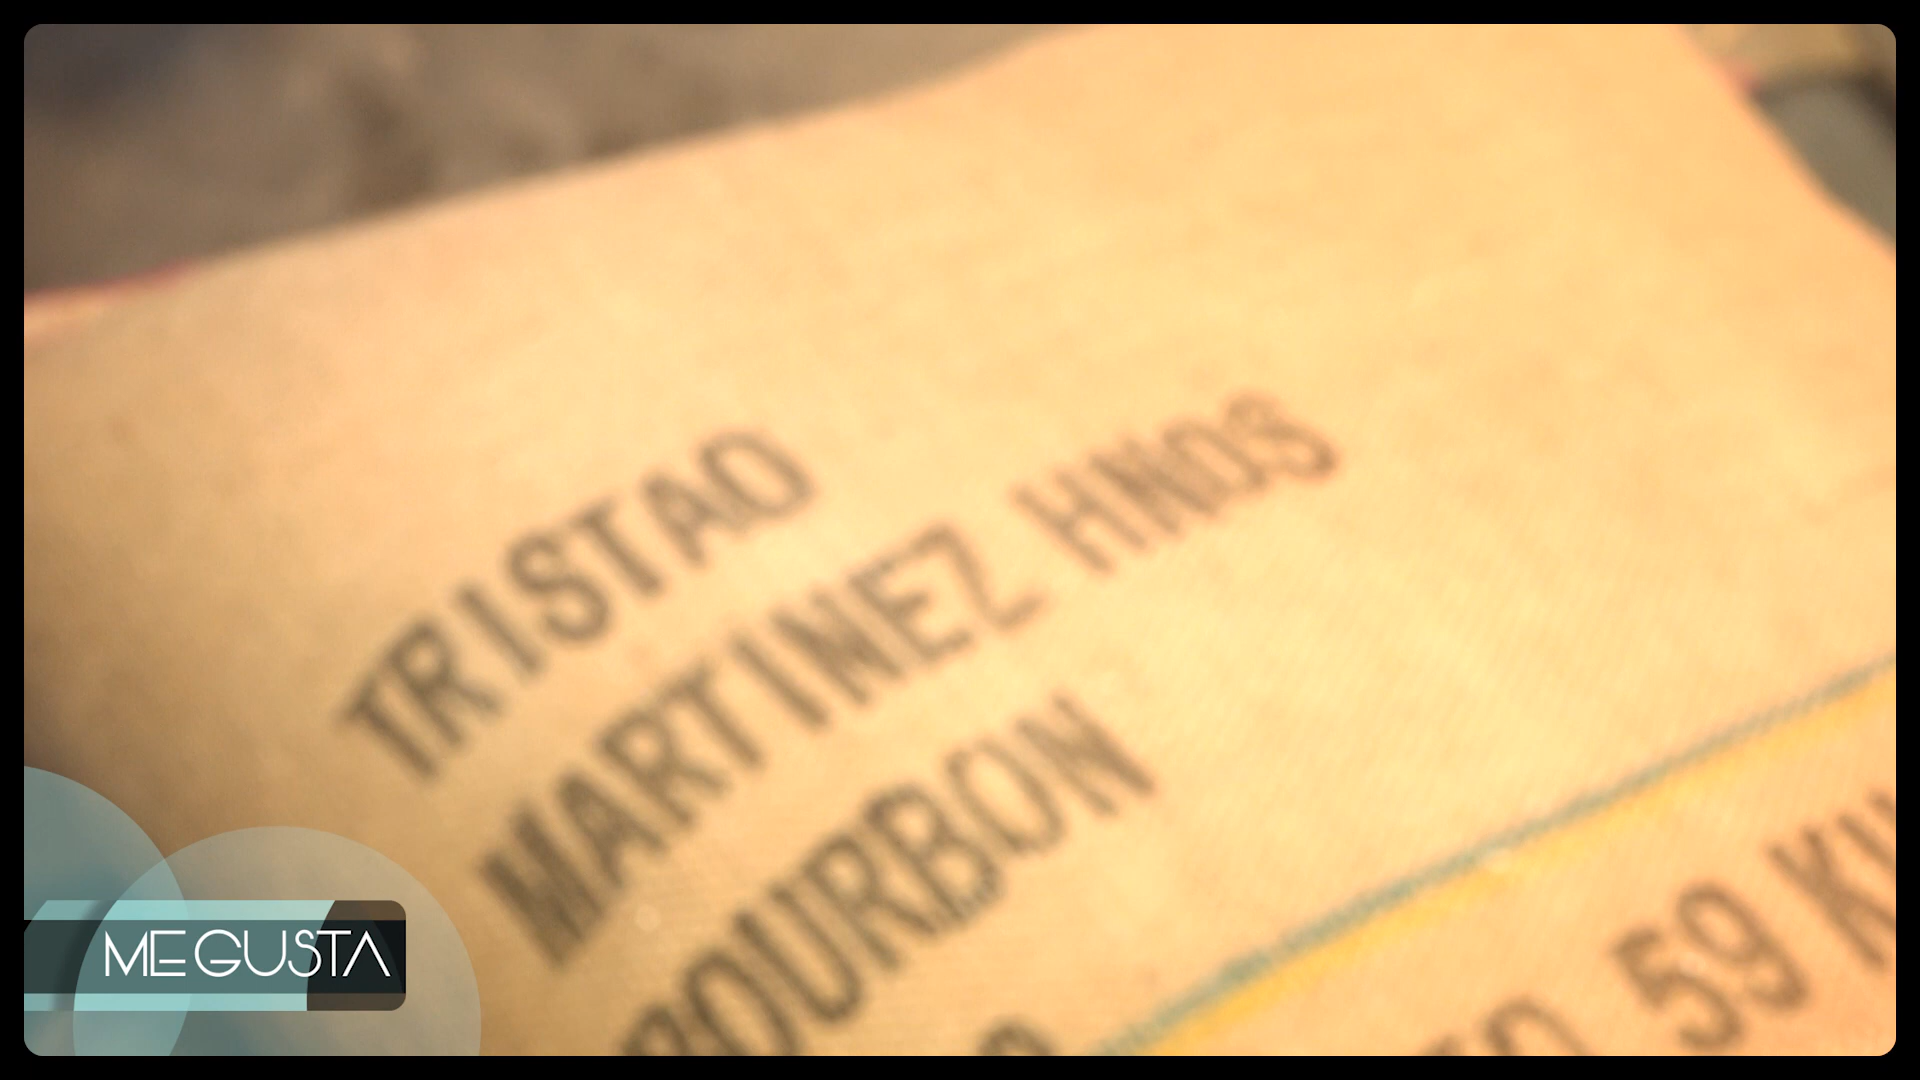 TRISTAO
MARTINEZ HNOS
BOURBON
59
ME GUSTA